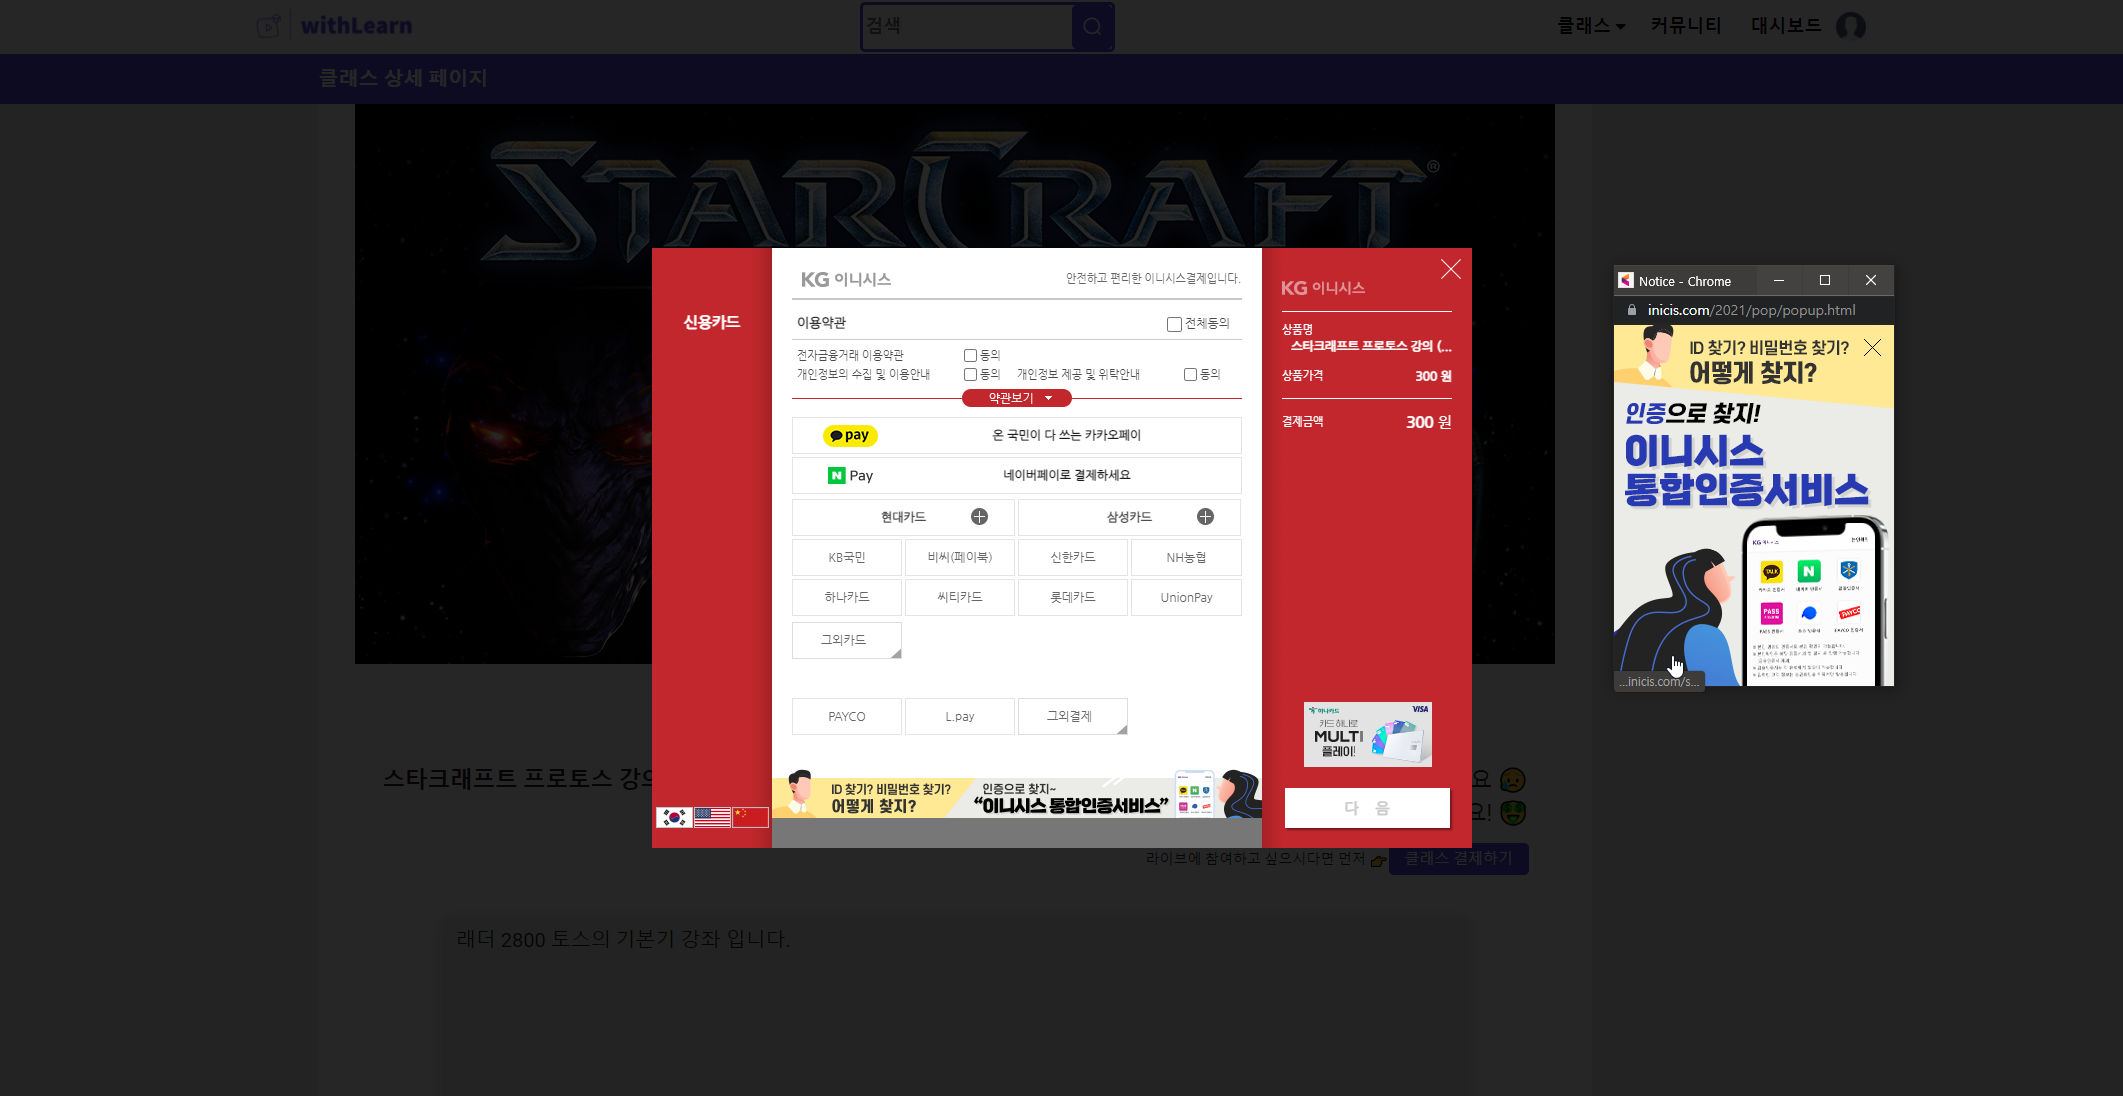 withLearn
검색
클래스
커뮤니티
대시보드
클래스 상세 페이지
STARCRAFT®
신용카드
KG 이니시스
안전하고 편리한 이니시스결제입니다.
이용약관
전체동의
전자금융거래 이용약관
동의
개인정보의 수집 및 이용안내
동의
개인정보 제공 및 위탁안내
동의
약관보기
pay
온 국민이 다 쓰는 카카오페이
N Pay
네이버페이로 결제하세요
현대카드
삼성카드
KB국민
비씨(페이북)
신한카드
NH농협
하나카드
씨티카드
롯데카드
UnionPay
그외카드
PAYCO
L.pay
그외결제
ID 찾기? 비밀번호 찾기?
어떻게 찾지?
인증으로 찾지~
“이니시스 통합인증서비스”
KG 이니시스
상품명
스타크래프트 프로토스 강의 (...
상품가격
300 원
결제금액
300 원
하나카드
VISA
카드 하나로
MULTI
플레이!
다 음
Notice - Chrome
inicis.com/2021/pop/popup.html
ID 찾기? 비밀번호 찾기?
어떻게 찾지?
인증으로 찾지!
이니시스
통합인증서비스
KG 이니시스
TALK
N
PASS
PAYCO
...inicis.com/s...
스타크래프트 프로토스 강의
요
요!
라이브에 참여하고 싶으시다면 먼저
클래스 결제하기
래더 2800 토스의 기본기 강좌 입니다.